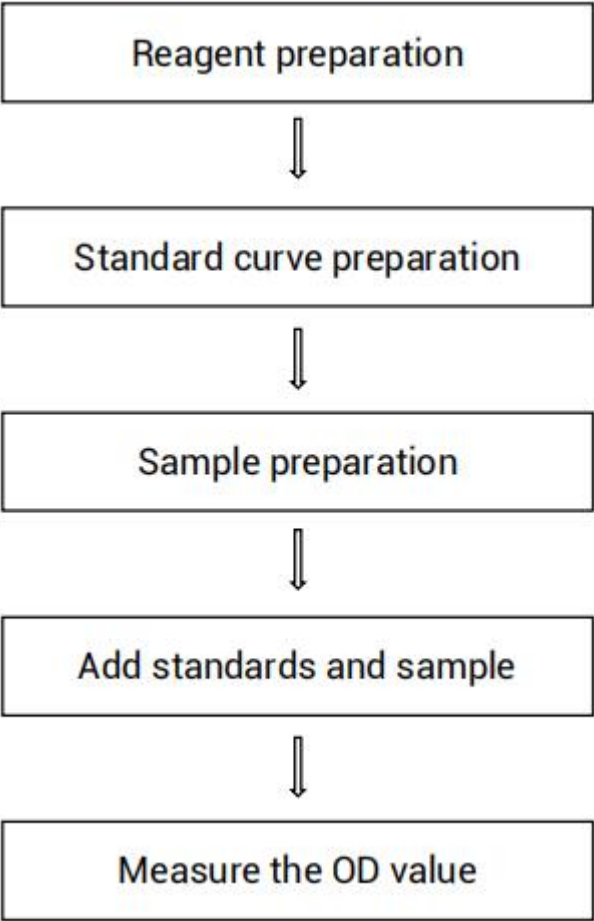 Reagent preparation
Standard curve preparation
Sample preparation
Add standards and sample
Measure the OD value